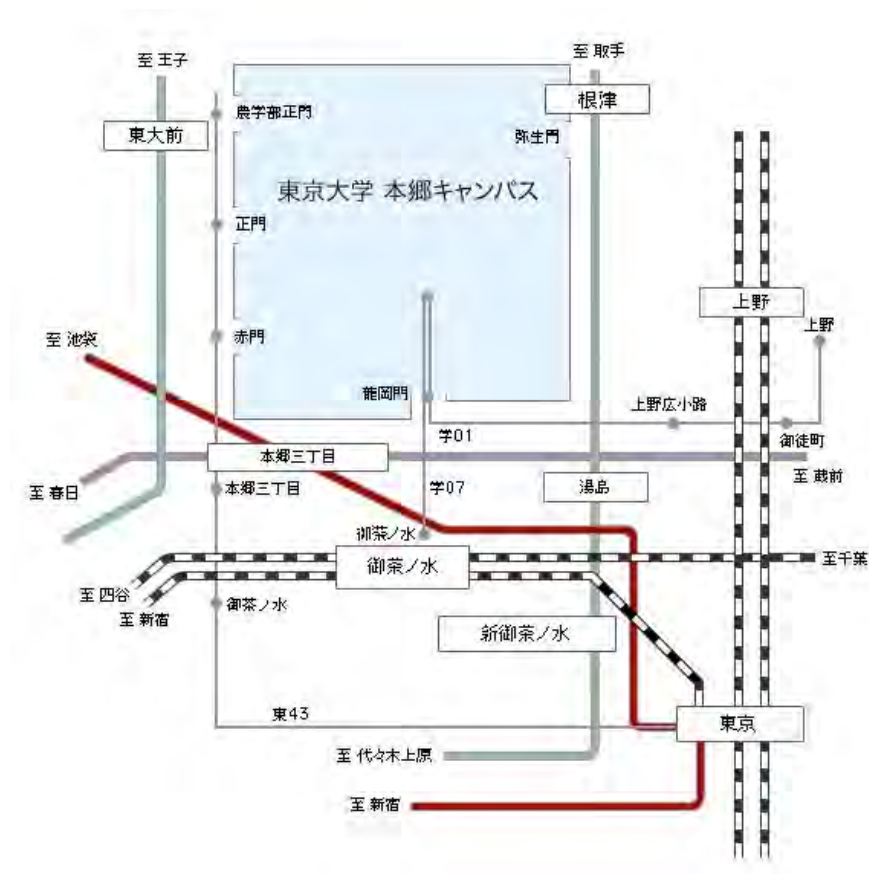 至 王子
至 取手
根津
東大前
農学部正門
弥生門
東京大学 本郷キャンパス
正門
上野
上野
至 池袋
赤門
龍岡門
上野広小路
学01
御徒町
本郷三丁目
至 蔵前
至 春日
本郷三丁目
学07
湯島
御茶ノ水
御茶ノ水
至千葉
至 四谷
至 新宿
御茶ノ水
新御茶ノ水
東43
東京
至 代々木上原
至 新宿